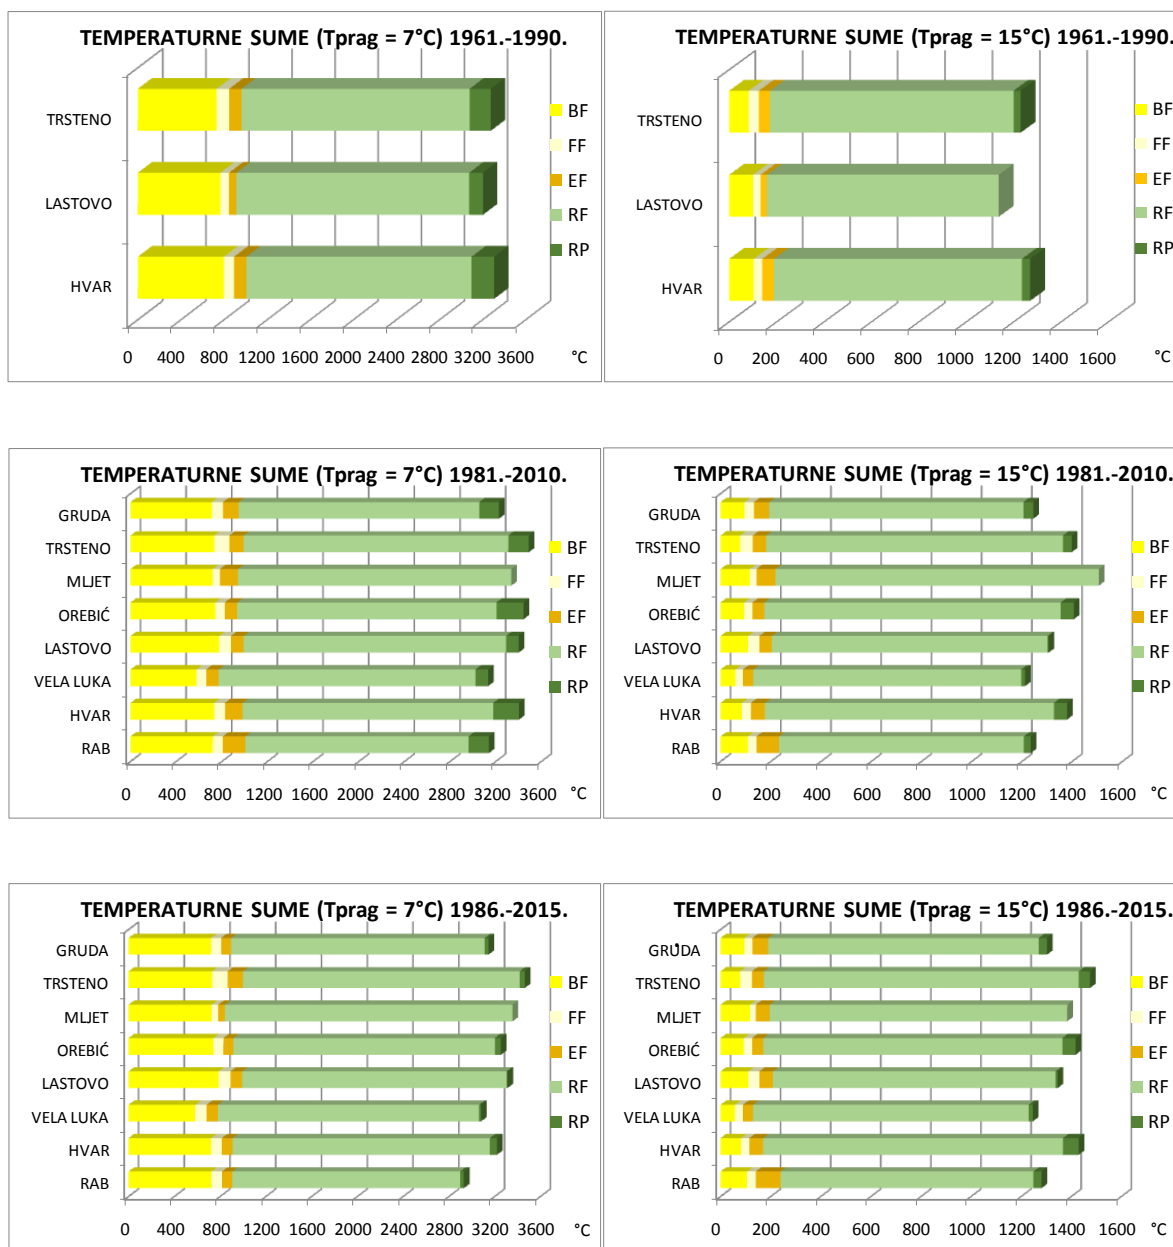 TEMPERATURNE SUME (Tprag = 7°C) 1961.-1990.
TRSTENO
LASTOVO
HVAR
BF
FF
EF
RF
RP
0 400 800 1200 1600 2000 2400 2800 3200 3600 °C
TEMPERATURNE SUME (Tprag = 15°C) 1961.-1990.
TRSTENO
LASTOVO
HVAR
BF
FF
EF
RF
RP
0 200 400 600 800 1000 1200 1400 1600 °C
TEMPERATURNE SUME (Tprag = 7°C) 1981.-2010.
GRUDA
TRSTENO
MLJET
OREBIĆ
LASTOVO
VELA LUKA
HVAR
RAB
BF
FF
EF
RF
RP
0 400 800 1200 1600 2000 2400 2800 3200 3600 °C
TEMPERATURNE SUME (Tprag = 15°C) 1981.-2010.
GRUDA
TRSTENO
MLJET
OREBIĆ
LASTOVO
VELA LUKA
HVAR
RAB
BF
FF
EF
RF
RP
0 200 400 600 800 1000 1200 1400 1600 °C
TEMPERATURNE SUME (Tprag = 7°C) 1986.-2015.
GRUDA
TRSTENO
MLJET
OREBIĆ
LASTOVO
VELA LUKA
HVAR
RAB
BF
FF
EF
RF
RP
0 400 800 1200 1600 2000 2400 2800 3200 3600 °C
TEMPERATURNE SUME (Tprag = 15°C) 1986.-2015.
GRUDA
TRSTENO
MLJET
OREBIĆ
LASTOVO
VELA LUKA
HVAR
RAB
BF
FF
EF
RF
RP
0 200 400 600 800 1000 1200 1400 1600 °C